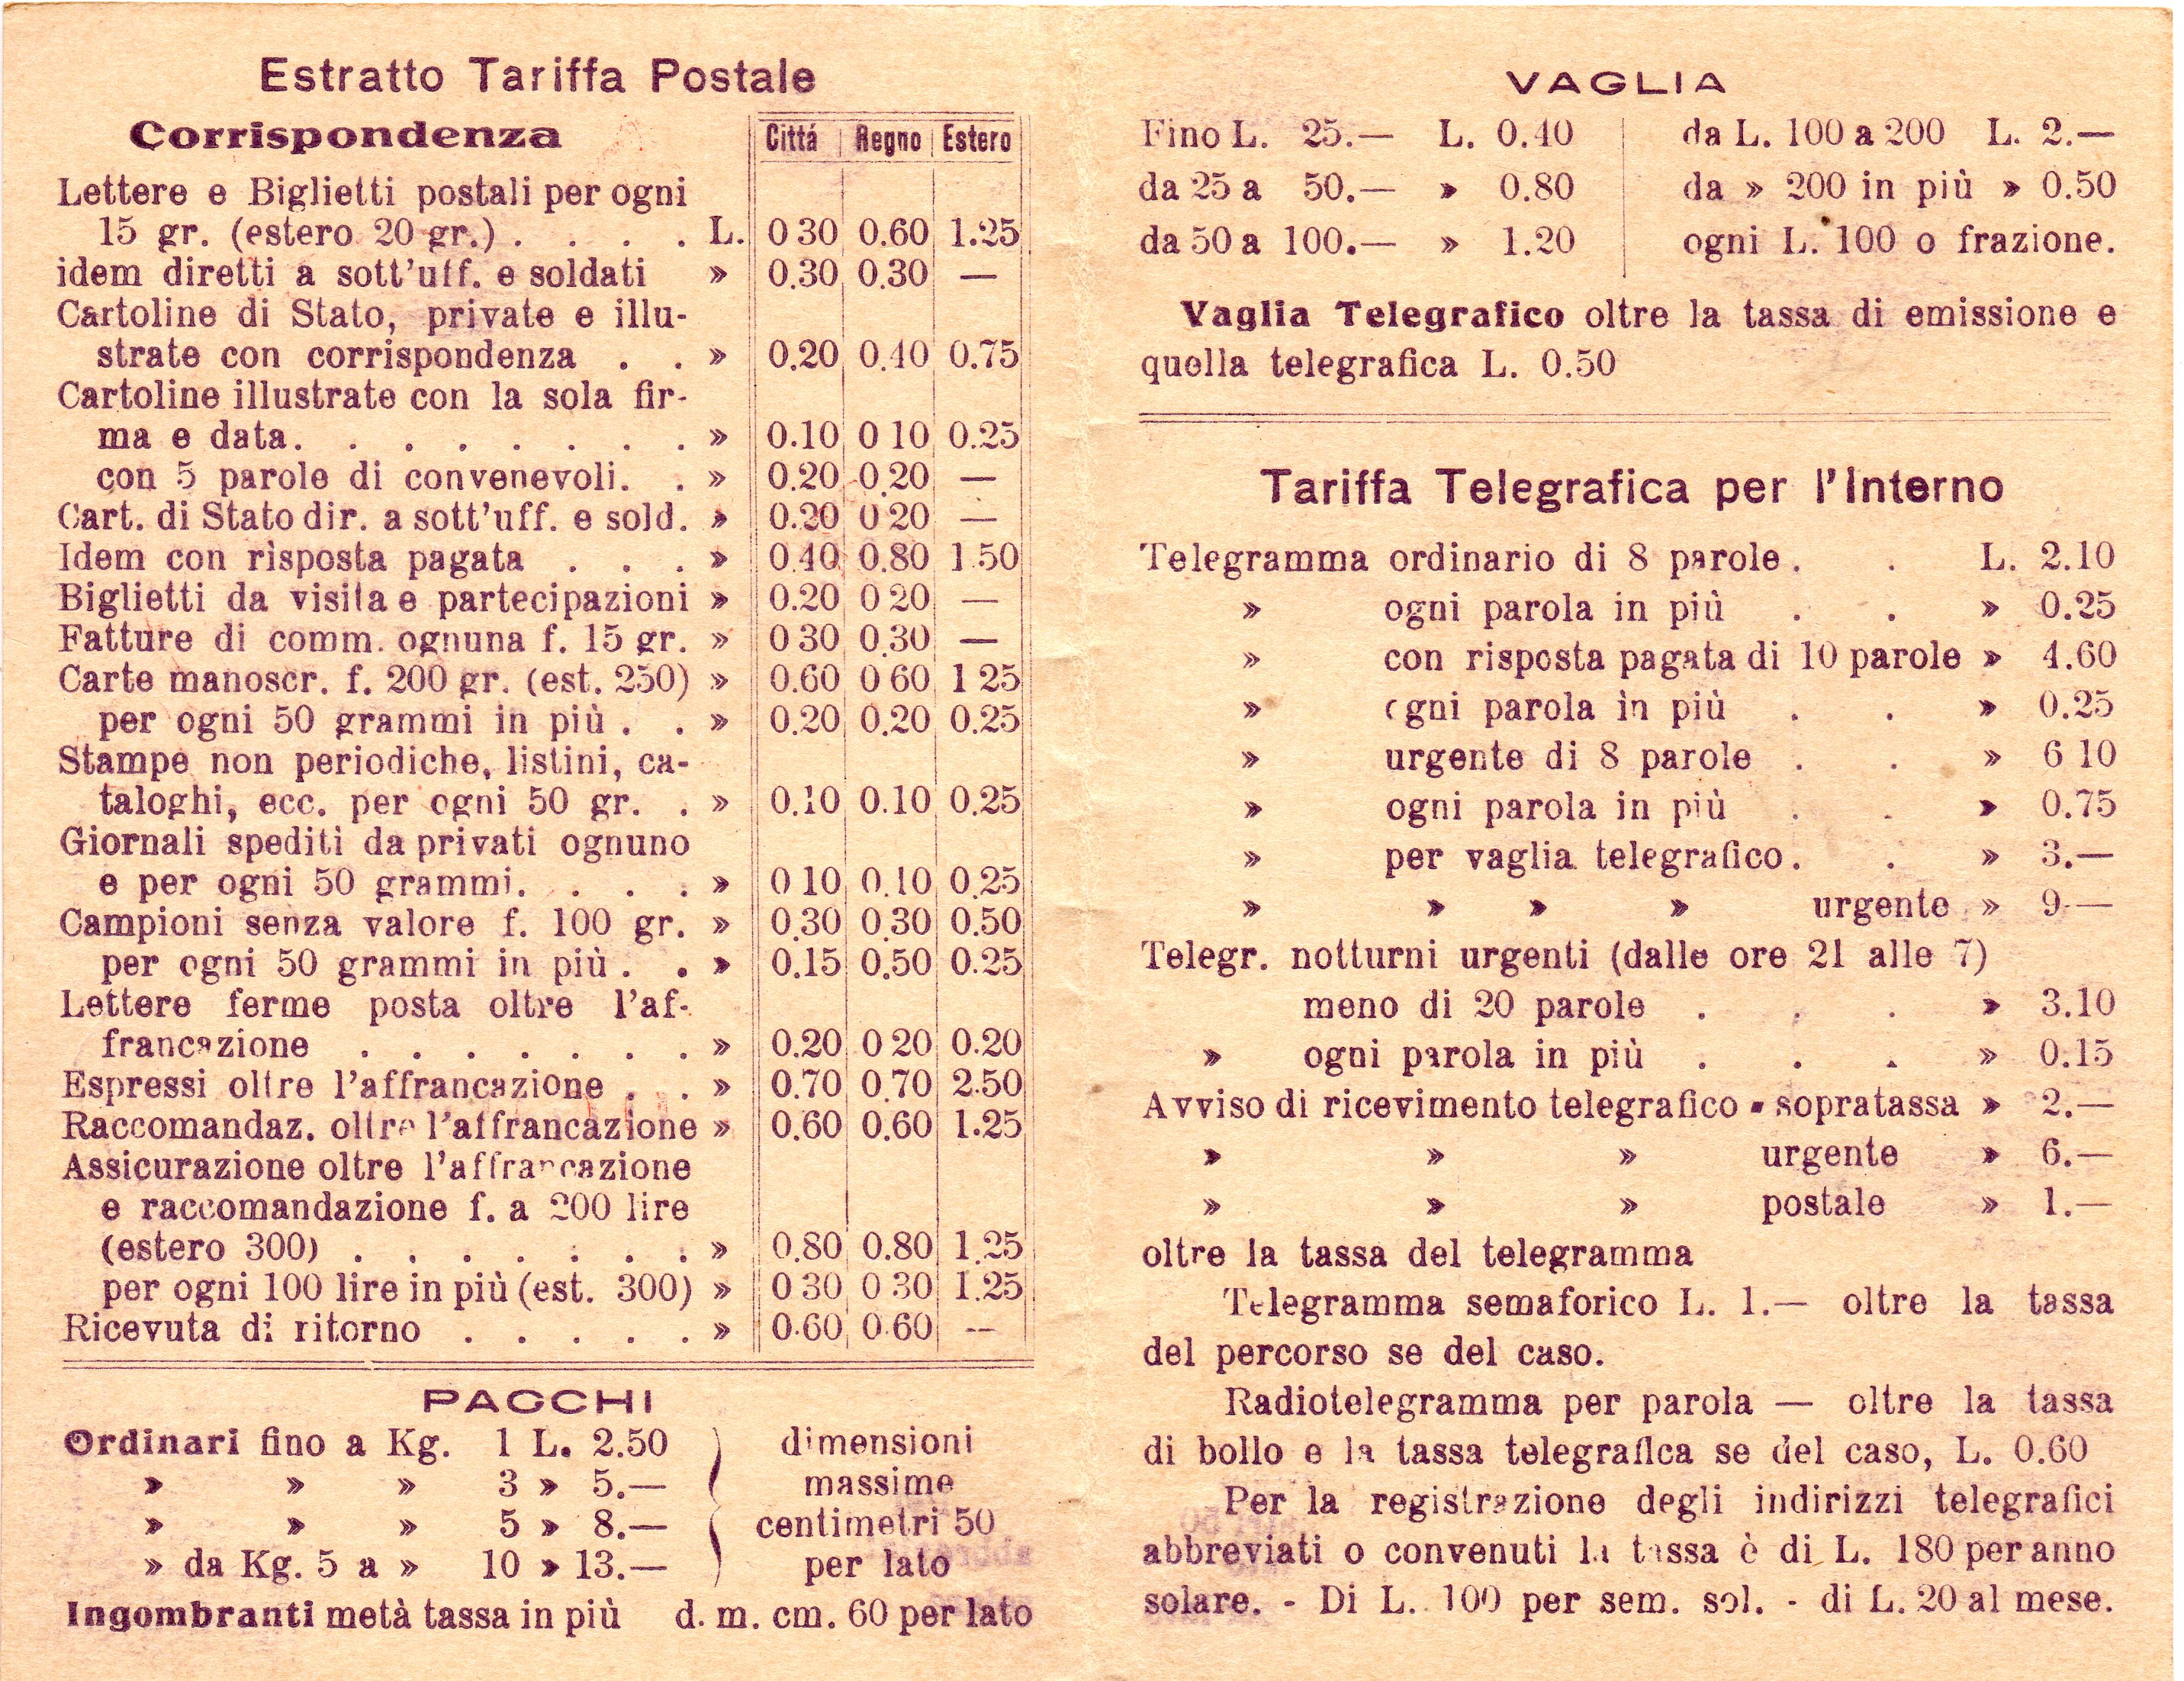 Estratto Tariffa Postale
Corrispondenza Cittá Regno Estero
Lettere e Biglietti postali per ogni
15 gr. (estero 20 gr.) . . . . L. 0 30 0.60 1.25
idem diretti a sott'uff. e soldati » 0.30 0.30 —
Cartoline di Stato, private e illu-
strate con corrispondenza . . » 0.20 0.40 0.75
Cartoline illustrate con la sola fir-
ma e data. . . . . . . . » 0.10 0 10 0.25
con 5 parole di convenevoli. . » 0.20 0.20 —
Cart. di Stato dir. a sott'uff. e sold. » 0.20 0 20 —
Idem con risposta pagata . . . » 0.40 0.80 1.50
Biglietti da visita e partecipazioni » 0.20 0 20 —
Fatture di comm. ognuna f. 15 gr. » 0 30 0.30 —
Carte manoscr. f. 200 gr. (est. 250) » 0.60 0 60 1 25
per ogni 50 grammi in più . . » 0.20 0.20 0.25
Stampe non periodiche, listini, ca-
taloghi, ecc. per ogni 50 gr. . » 0.10 0.10 0.25
Giornali spediti da privati ognuno
e per ogni 50 grammi. . . . » 0 10 0.10 0.25
Campioni senza valore f. 100 gr. » 0.30 0.30 0.50
per ogni 50 grammi in più . . » 0.15 0.50 0.25
Lettere ferme posta oltre l'af-
francazione . . . . . . . » 0.20 0 20 0.20
Espressi oltre l'affrancazione . . » 0.70 0.70 2.50
Raccomandaz. oltre l'affrancazione » 0.60 0.60 1.25
Assicurazione oltre l'affrancazione
e raccomandazione f. a 200 lire
(estero 300) . . . . . . . » 0.80 0.80 1.25
per ogni 100 lire in più (est. 300) » 0 30 0 30 1.25
Ricevuta di ritorno . . . . . » 0.60 0.60 --
PACCHI
Ordinari fino a Kg. 1 L. 2.50 dimensioni
» » » 3 » 5.— massime
» » » 5 » 8.— centimetri 50
» da Kg. 5 a » 10 » 13.— per lato
Ingombranti metà tassa in più d. m. cm. 60 per lato
VAGLIA
Fino L. 25.— L. 0.40 da L. 100 a 200 L. 2.—
da 25 a 50.— » 0.80 da » 200 in più » 0.50
da 50 a 100.— » 1.20 ogni L. 100 o frazione.
Vaglia Telegrafico oltre la tassa di emissione e
quella telegrafica L. 0.50
Tariffa Telegrafica per l'Interno
Telegramma ordinario di 8 parole . . L. 2.10
» ogni parola in più . . » 0.25
» con risposta pagata di 10 parole » 4.60
» ogni parola in più . . » 0.25
» urgente di 8 parole . . » 6 10
» ogni parola in più . . » 0.75
» per vaglia telegrafico . . » 3.—
» » » » urgente » 9.—
Telegr. notturni urgenti (dalle ore 21 alle 7)
meno di 20 parole . . . » 3.10
» ogni parola in più . . . » 0.15
Avviso di ricevimento telegrafico - sopratassa » 2.—
» » » urgente » 6.—
» » » postale » 1.—
oltre la tassa del telegramma
Telegramma semaforico L. 1.— oltre la tassa
del percorso se del caso.
Radiotelegramma per parola — oltre la tassa
di bollo e la tassa telegrafica se del caso, L. 0.60
Per la registrazione degli indirizzi telegrafici
abbreviati o convenuti la tassa è di L. 180 per anno
solare. - Di L. 100 per sem. sol. - di L. 20 al mese.